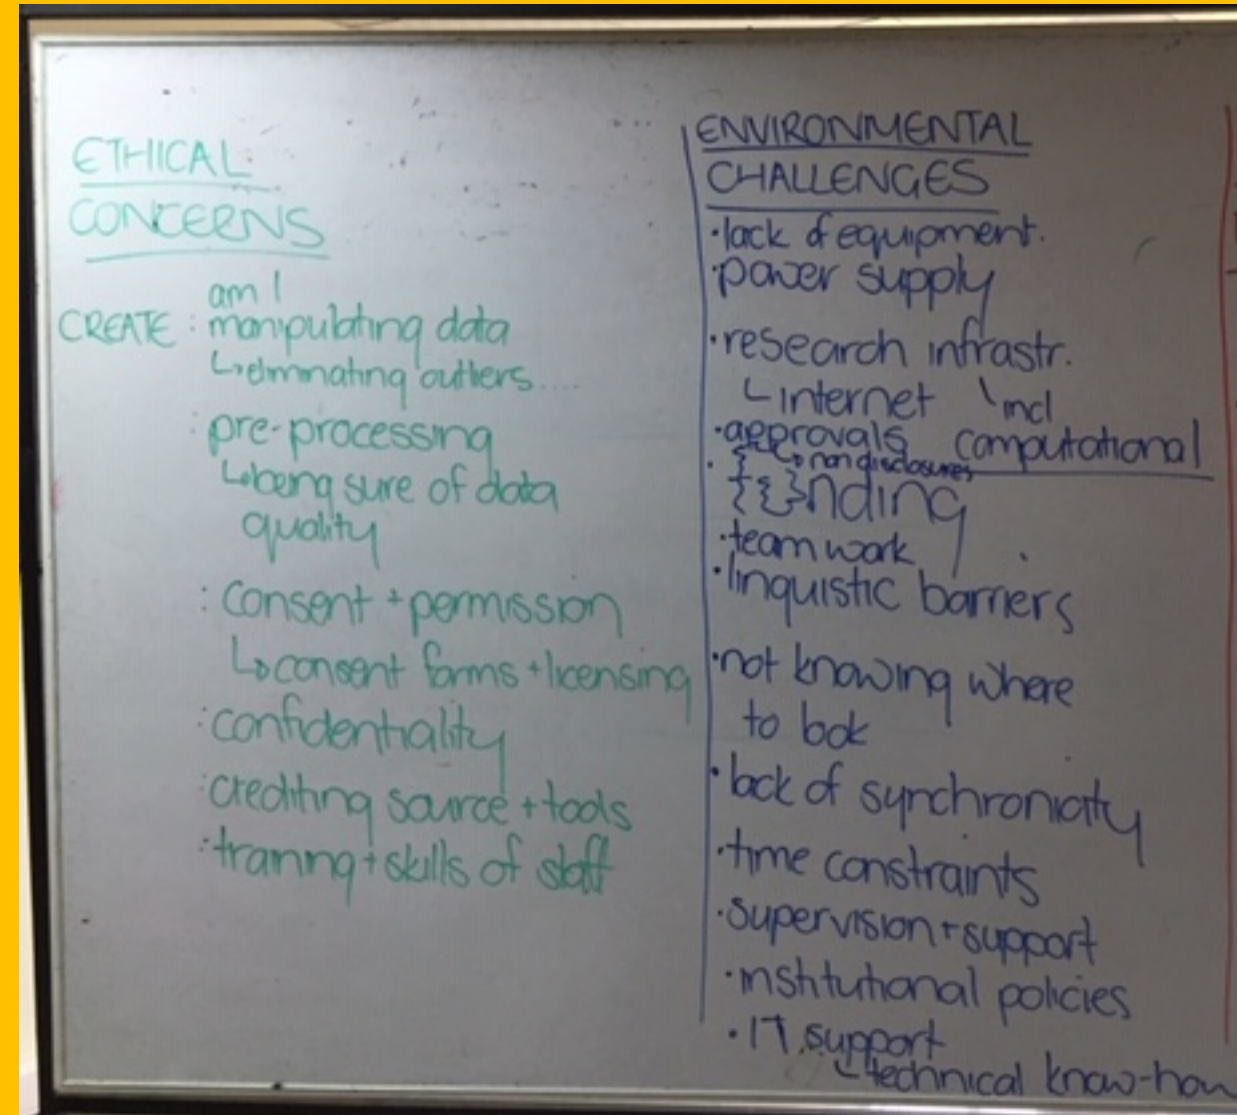 ETHICAL
CONCERNS
am I
CREATE : manipulating data
↳ eliminating outliers....
: pre-processing
↳ being sure of data
quality
: consent + permission
↳ consent forms + licensing
: confidentiality
: crediting source + tools
: training + skills of staff
ENVIRONMENTAL
CHALLENGES
• lack of equipment.
• power supply
• research infrastr.
↳ internet \ incl
• approvals computational
↳ non disclosures
• {{}}nding
• team work
• linguistic barriers
• not knowing where
to look
• lack of synchronicity
• time constraints
• supervision + support
• institutional policies
• IT support
↳ technical know-how